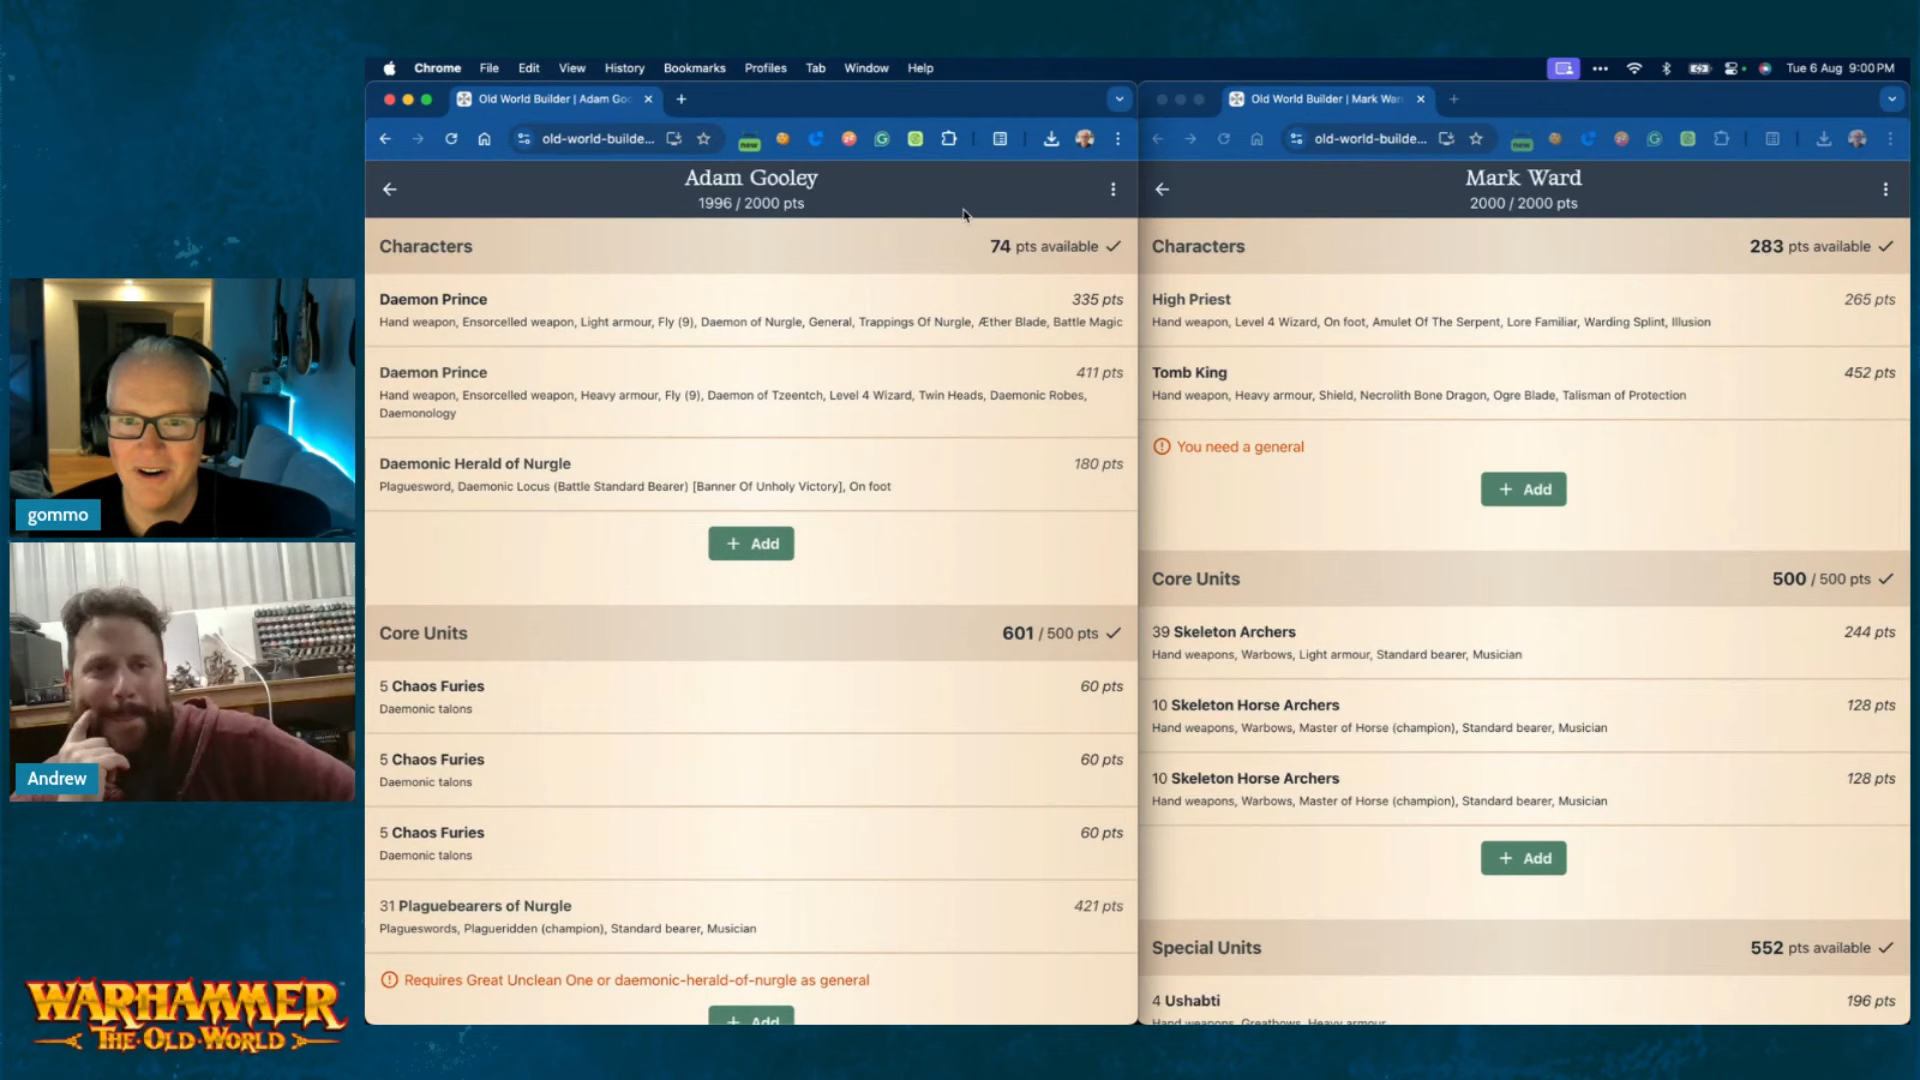 Chrome File Edit View History Bookmarks Profiles Tab Window Help
Tue 6 Aug 9:00 PM
Old World Builder | Adam Goo
old-world-builde...
new
Adam Gooley
1996 / 2000 pts
Characters 74 pts available
Daemon Prince 335 pts
Hand weapon, Ensorcelled weapon, Light armour, Fly (9), Daemon of Nurgle, General, Trappings Of Nurgle, Æther Blade, Battle Magic
Daemon Prince 411 pts
Hand weapon, Ensorcelled weapon, Heavy armour, Fly (9), Daemon of Tzeentch, Level 4 Wizard, Twin Heads, Daemonic Robes,
Daemonology
Daemonic Herald of Nurgle 180 pts
Plaguesword, Daemonic Locus (Battle Standard Bearer) [Banner Of Unholy Victory], On foot
+ Add
Core Units 601 / 500 pts
5 Chaos Furies 60 pts
Daemonic talons
5 Chaos Furies 60 pts
Daemonic talons
5 Chaos Furies 60 pts
Daemonic talons
31 Plaguebearers of Nurgle 421 pts
Plagueswords, Plagueridden (champion), Standard bearer, Musician
Requires Great Unclean One or daemonic-herald-of-nurgle as general
+ Add
Old World Builder | Mark War
old-world-builde...
new
Mark Ward
2000 / 2000 pts
Characters 283 pts available
High Priest 265 pts
Hand weapon, Level 4 Wizard, On foot, Amulet Of The Serpent, Lore Familiar, Warding Splint, Illusion
Tomb King 452 pts
Hand weapon, Heavy armour, Shield, Necrolith Bone Dragon, Ogre Blade, Talisman of Protection
You need a general
+ Add
Core Units 500 / 500 pts
39 Skeleton Archers 244 pts
Hand weapons, Warbows, Light armour, Standard bearer, Musician
10 Skeleton Horse Archers 128 pts
Hand weapons, Warbows, Master of Horse (champion), Standard bearer, Musician
10 Skeleton Horse Archers 128 pts
Hand weapons, Warbows, Master of Horse (champion), Standard bearer, Musician
+ Add
Special Units 552 pts available
4 Ushabti 196 pts
Hand weapons, Greatbows, Heavy armour
gommo
Andrew
WARHAMMER
THE·OLD·WORLD